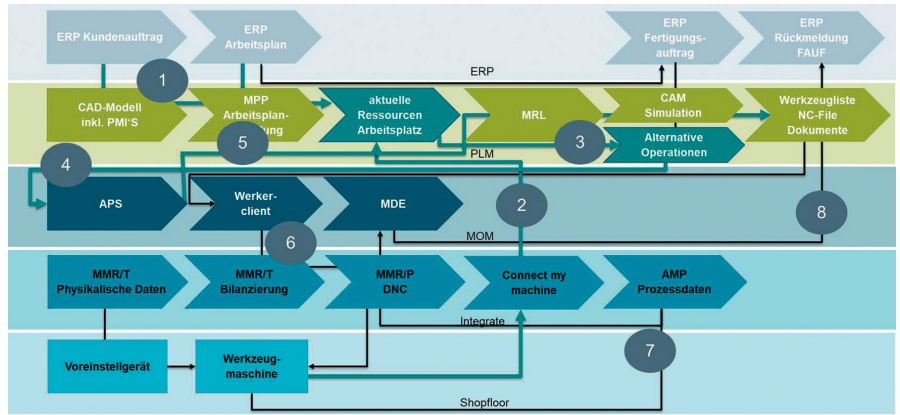 ERP Kundenauftrag
ERP
Arbeitsplan
ERP
Fertigungs-
auftrag
ERP
Rückmeldung
FAUF
ERP
1
CAD-Modell
inkl. PMI'S
MPP
Arbeitsplan-
aktuelle
Ressourcen
Arbeitsplatz
MRL
CAM
Simulation
Alternative
Operationen
Werkzeugliste
NC-File
Dokumente
5
3
PLM
4
APS
Werker-
client
MDE
2
8
MOM
6
MMR/T
Physikalische Daten
MMR/T
Bilanzierung
MMR/P
DNC
Connect my
machine
AMP
Prozessdaten
Integrate
7
Voreinstellgerät
Werkzeug-
maschine
Shopfloor